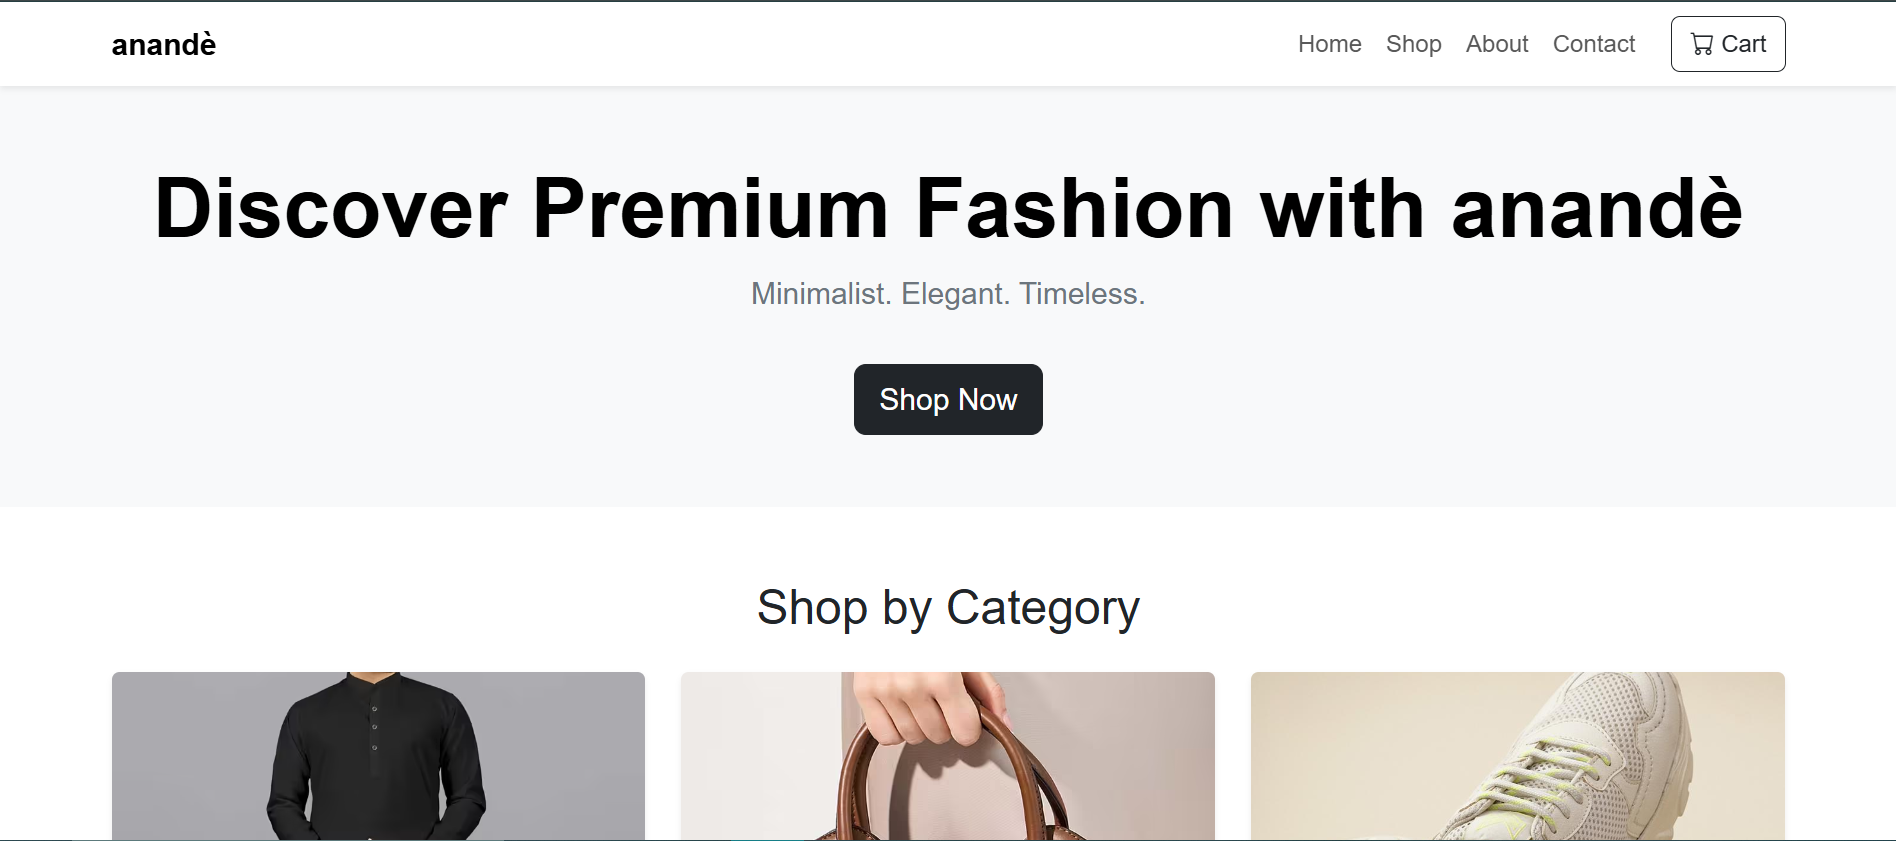 anandè
Home Shop About Contact Cart
Discover Premium Fashion with anandè
Minimalist. Elegant. Timeless.
Shop Now
Shop by Category